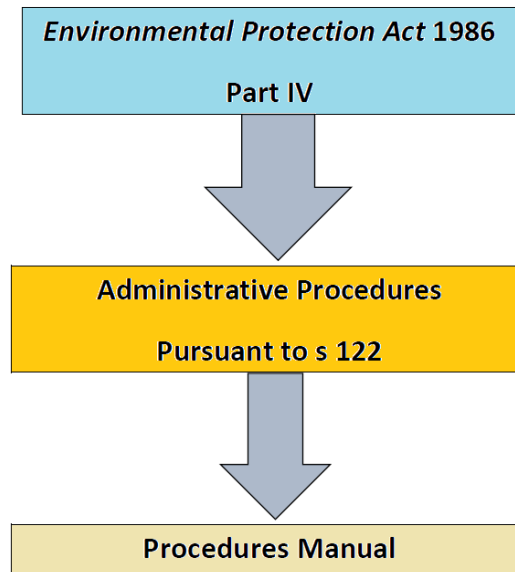 Environmental Protection Act 1986
Part IV
Administrative Procedures
Pursuant to s 122
Procedures Manual